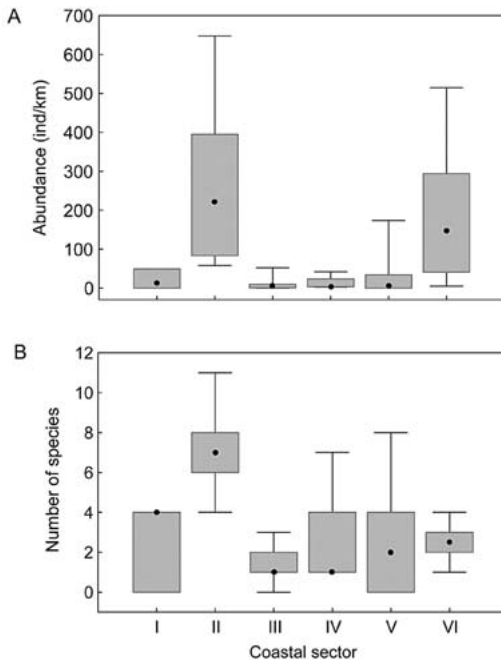 A
700
600
500
400
300
200
100
0
Abundance (ind/km)
B
12
10
8
6
4
2
0
Number of species
I II III IV V VI
Coastal sector